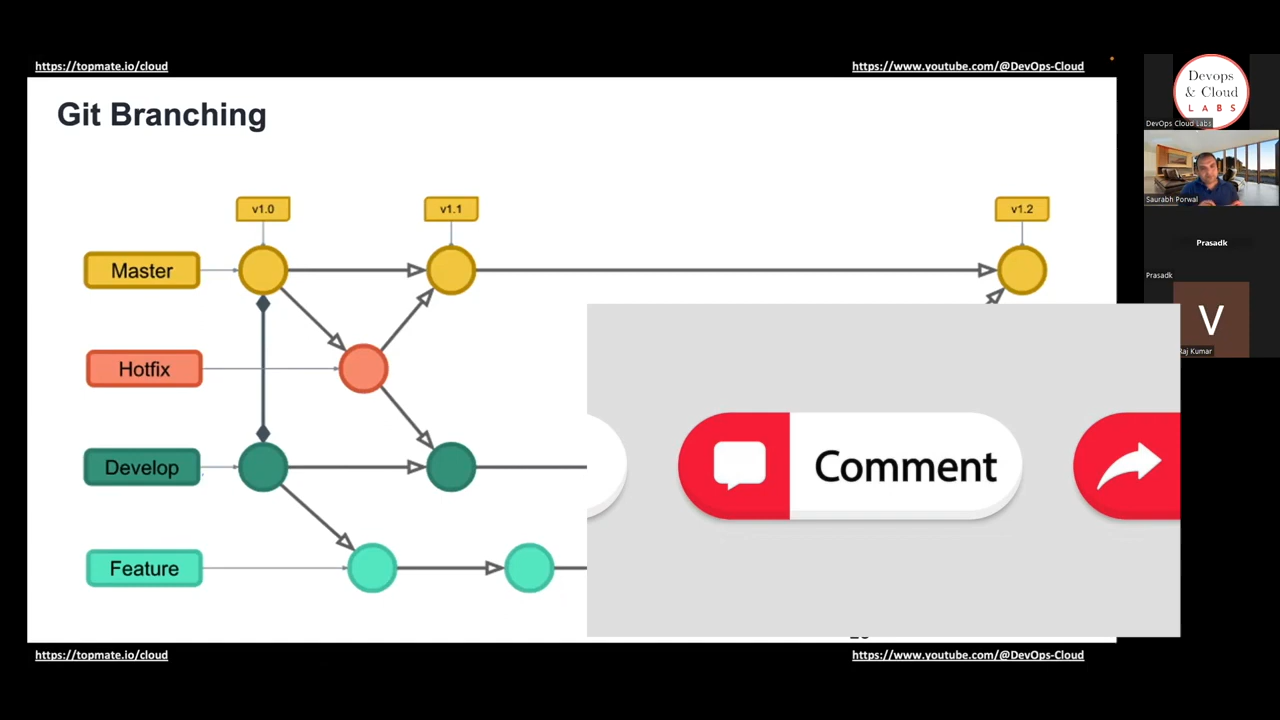 https://topmate.io/cloud
https://www.youtube.com/@DevOps-Cloud
Git Branching
v1.0
v1.1
v1.2
Master
Hotfix
Develop
Feature
Comment
https://topmate.io/cloud
https://www.youtube.com/@DevOps-Cloud
Devops
& Cloud
LABS
DevOps Cloud Labs
Saurabh Porwal
Prasadk
Prasadk
V
Raj Kumar